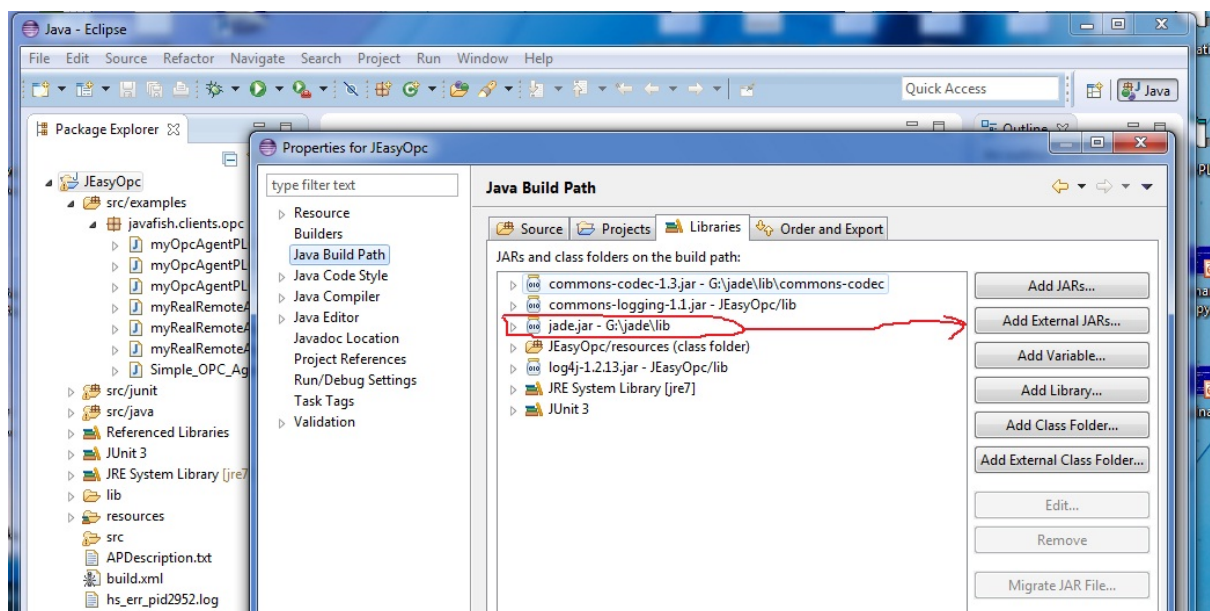 Java - Eclipse
File Edit Source Refactor Navigate Search Project Run Window Help
Quick Access
Java
Package Explorer
Outline
JEasyOpc
src/examples
javafish.clients.opc
myOpcAgentPL
myOpcAgentPL
myOpcAgentPL
myRealRemoteA
myRealRemoteA
myRealRemoteA
Simple_OPC_Ag
src/junit
src/java
Referenced Libraries
JUnit 3
JRE System Library [jre7
lib
resources
src
APDescription.txt
build.xml
hs_err_pid2952.log
Properties for JEasyOpc
type filter text
Resource
Builders
Java Build Path
Java Code Style
Java Compiler
Java Editor
Javadoc Location
Project References
Run/Debug Settings
Task Tags
Validation
Java Build Path
Source Projects Libraries Order and Export
JARs and class folders on the build path:
commons-codec-1.3.jar - G:\jade\lib\commons-codec
commons-logging-1.1.jar - JEasyOpc/lib
jade.jar - G:\jade\lib
JEasyOpc/resources (class folder)
log4j-1.2.13.jar - JEasyOpc/lib
JRE System Library [jre7]
JUnit 3
Add JARs...
Add External JARs...
Add Variable...
Add Library...
Add Class Folder...
Add External Class Folder...
Edit...
Remove
Migrate JAR File...